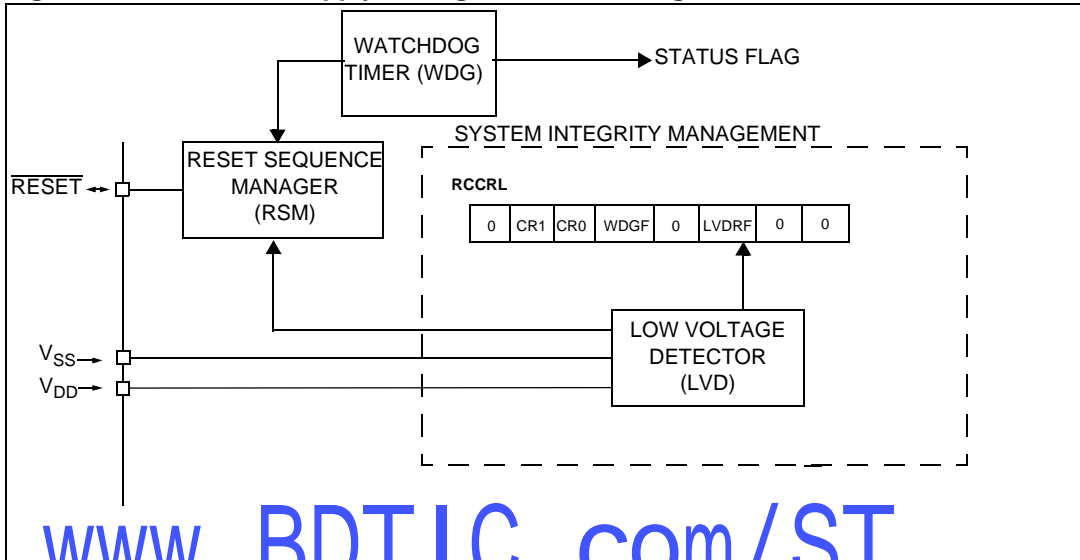 WATCHDOG
TIMER (WDG)
STATUS FLAG
SYSTEM INTEGRITY MANAGEMENT
RESET SEQUENCE
MANAGER
(RSM)
RESET
RCCRL
0 CR1 CR0 WDGF 0 LVDRF 0 0
LOW VOLTAGE
DETECTOR
(LVD)
VSS
VDD
www.BDTIC.com/ST